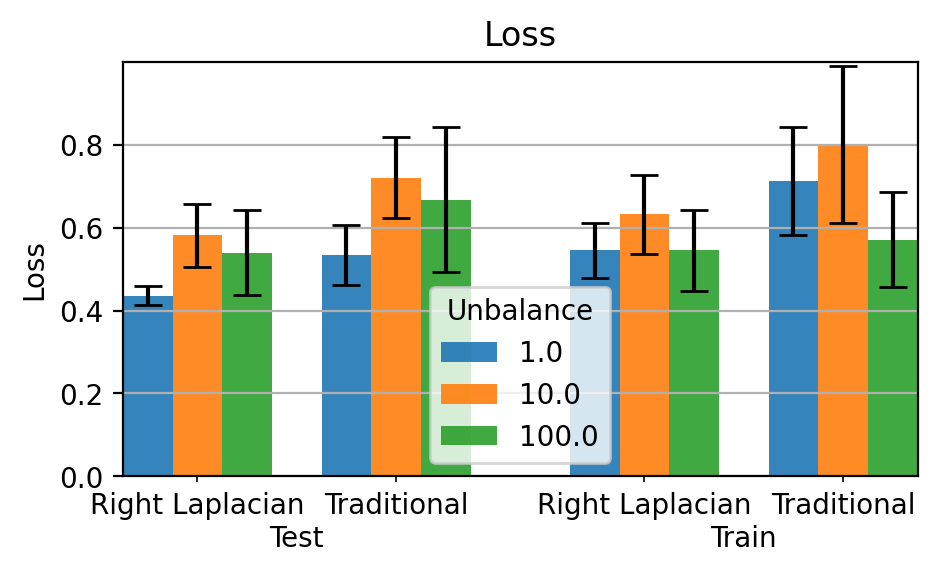 Loss
Loss
0.8
0.6
0.4
0.2
0.0
Unbalance
1.0
10.0
100.0
Right Laplacian Traditional Right Laplacian Traditional
Test Train